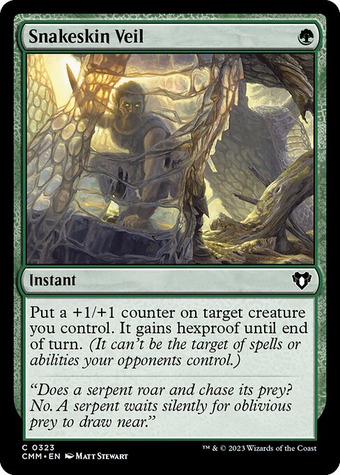 Snakeskin Veil
Instant
Put a +1/+1 counter on target creature
you control. It gains hexproof until end
of turn. (It can't be the target of spells or
abilities your opponents control.)
“Does a serpent roar and chase its prey?
No. A serpent waits silently for oblivious
prey to draw near.”
C 0323
CMM • EN MATT STEWART
™ & © 2023 Wizards of the Coast